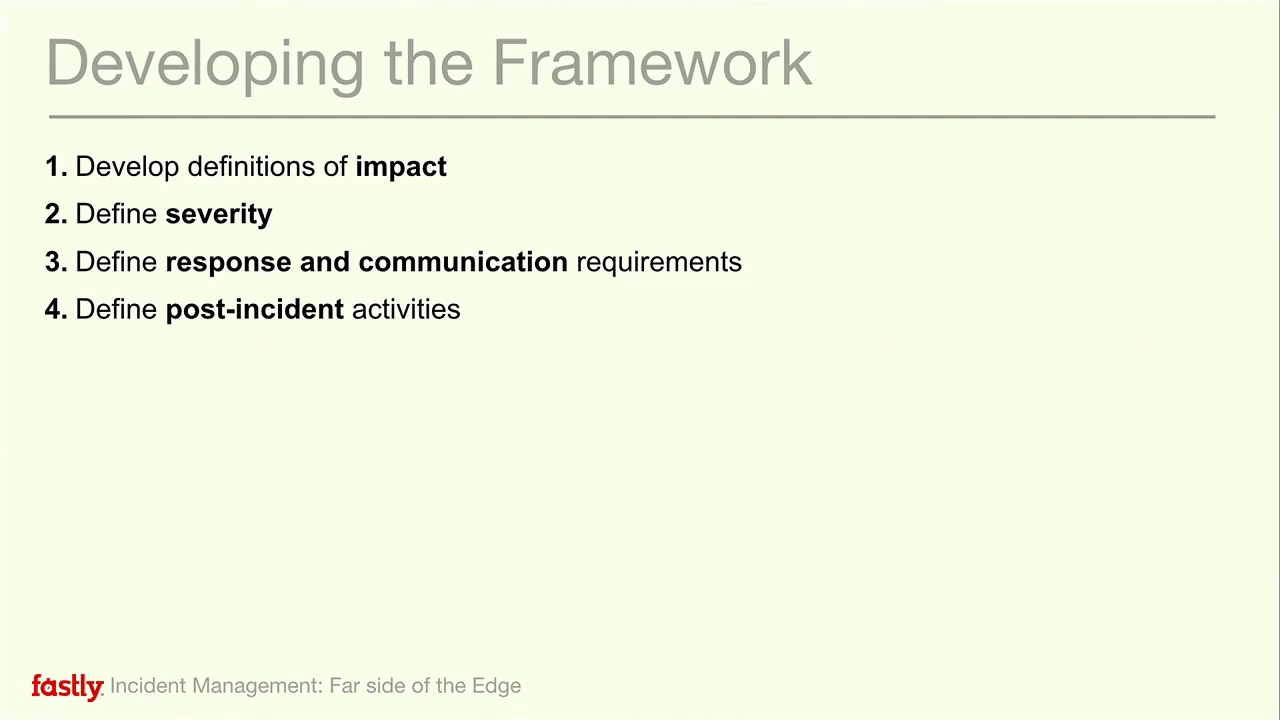 Developing the Framework
1. Develop definitions of impact
2. Define severity
3. Define response and communication requirements
4. Define post-incident activities
fastly. Incident Management: Far side of the Edge